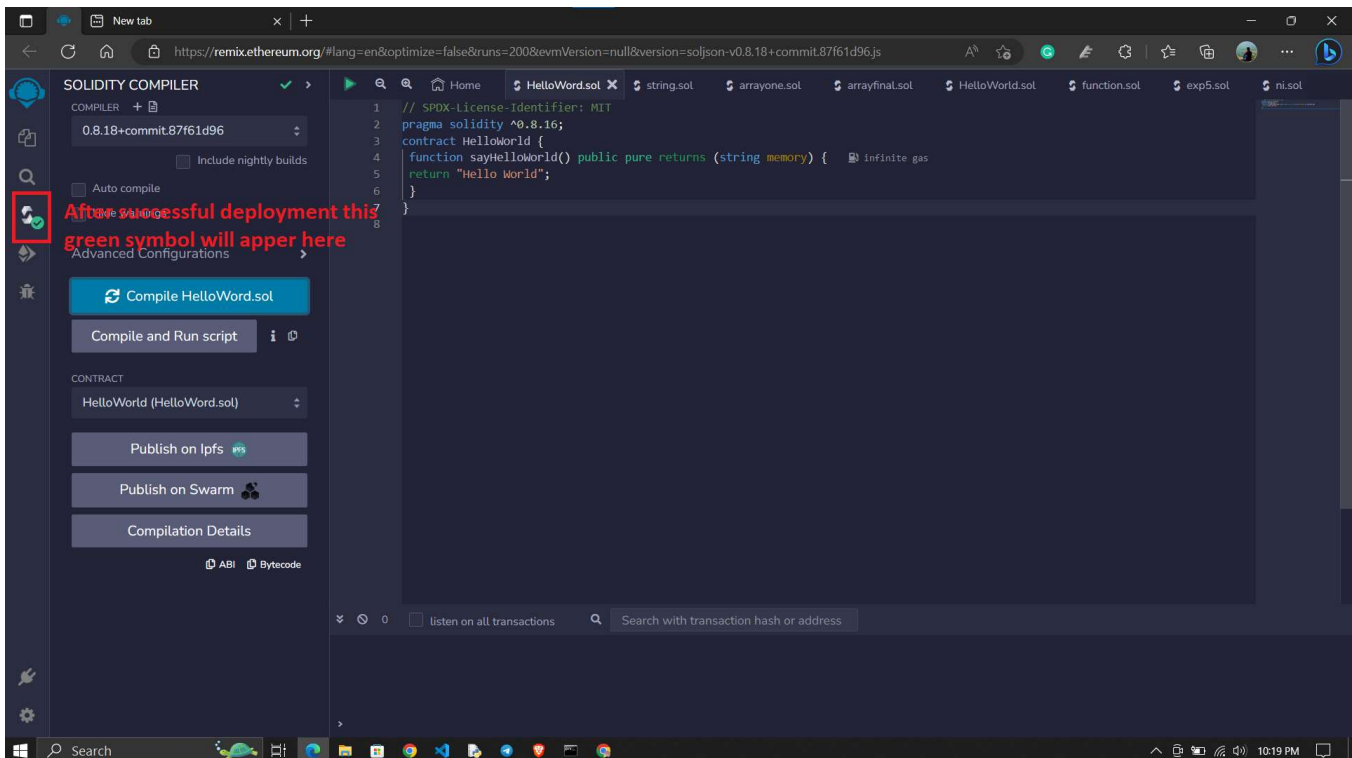 New tab
https://remix.ethereum.org/#lang=en&optimize=false&runs=200&evmVersion=null&version=soljson-v0.8.18+commit.87f61d96.js
SOLIDITY COMPILER
COMPILER
0.8.18+commit.87f61d96
Include nightly builds
Auto compile
After successful deployment this
green symbol will apper here
Advanced Configurations
Compile HelloWord.sol
Compile and Run script
CONTRACT
HelloWorld (HelloWord.sol)
Publish on Ipfs
IPFS
Publish on Swarm
Compilation Details
ABI Bytecode
Home HelloWord.sol string.sol arrayone.sol arrayfinal.sol HelloWorld.sol function.sol exp5.sol ni.sol
1 // SPDX-License-Identifier: MIT
2 pragma solidity ^0.8.16;
3 contract HelloWorld {
4 function sayHelloWorld() public pure returns (string memory) { infinite gas
5 return "Hello World";
6 }
7 }
8
0 listen on all transactions Search with transaction hash or address
>
Search
10:19 PM